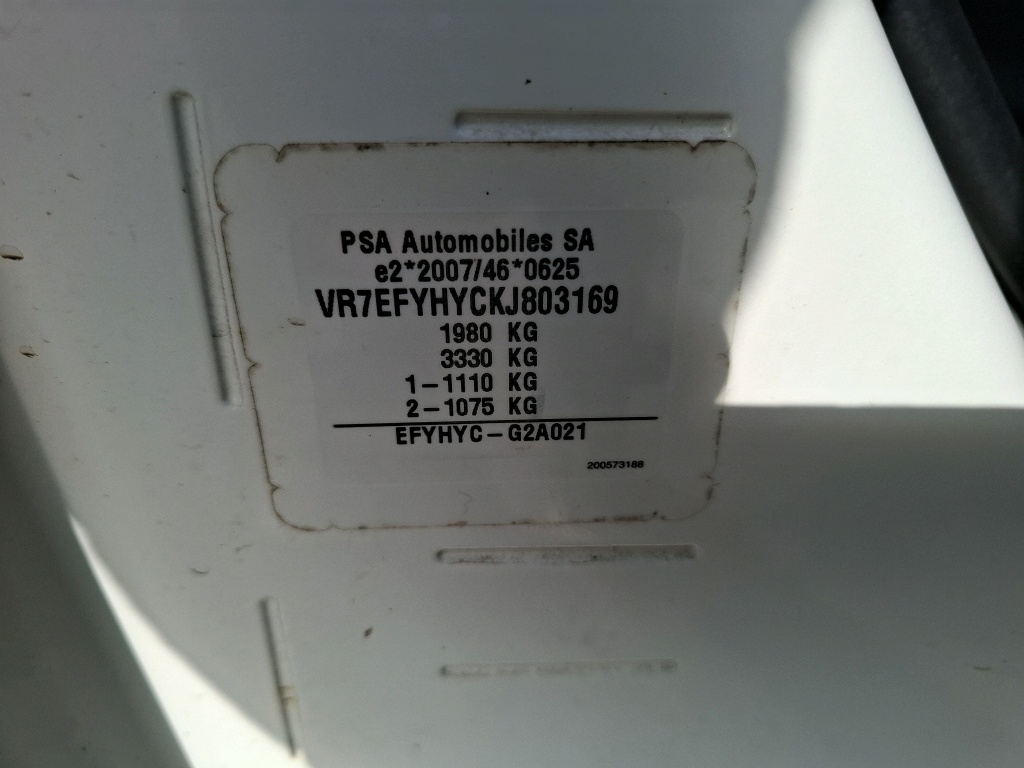 PSA Automobiles SA
e2*2007/46*0625
VR7EFYHYCKJ803169
1980 KG
3330 KG
1-1110 KG
2-1075 KG
EFYHYC-G2A021
200573188